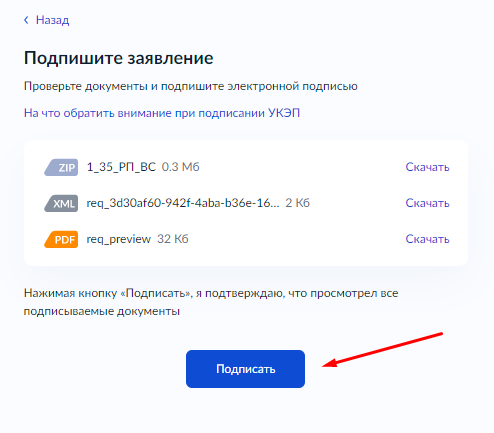 Назад
Подпишите заявление
Проверьте документы и подпишите электронной подписью
На что обратить внимание при подписании УКЭП
ZIP 1_35_РП_ВС 0.3 Мб Скачать
XML req_3d30af60-942f-4aba-b36e-16... 2 Кб Скачать
PDF req_preview 32 Кб Скачать
Нажимая кнопку «Подписать», я подтверждаю, что просмотрел все
подписываемые документы
Подписать